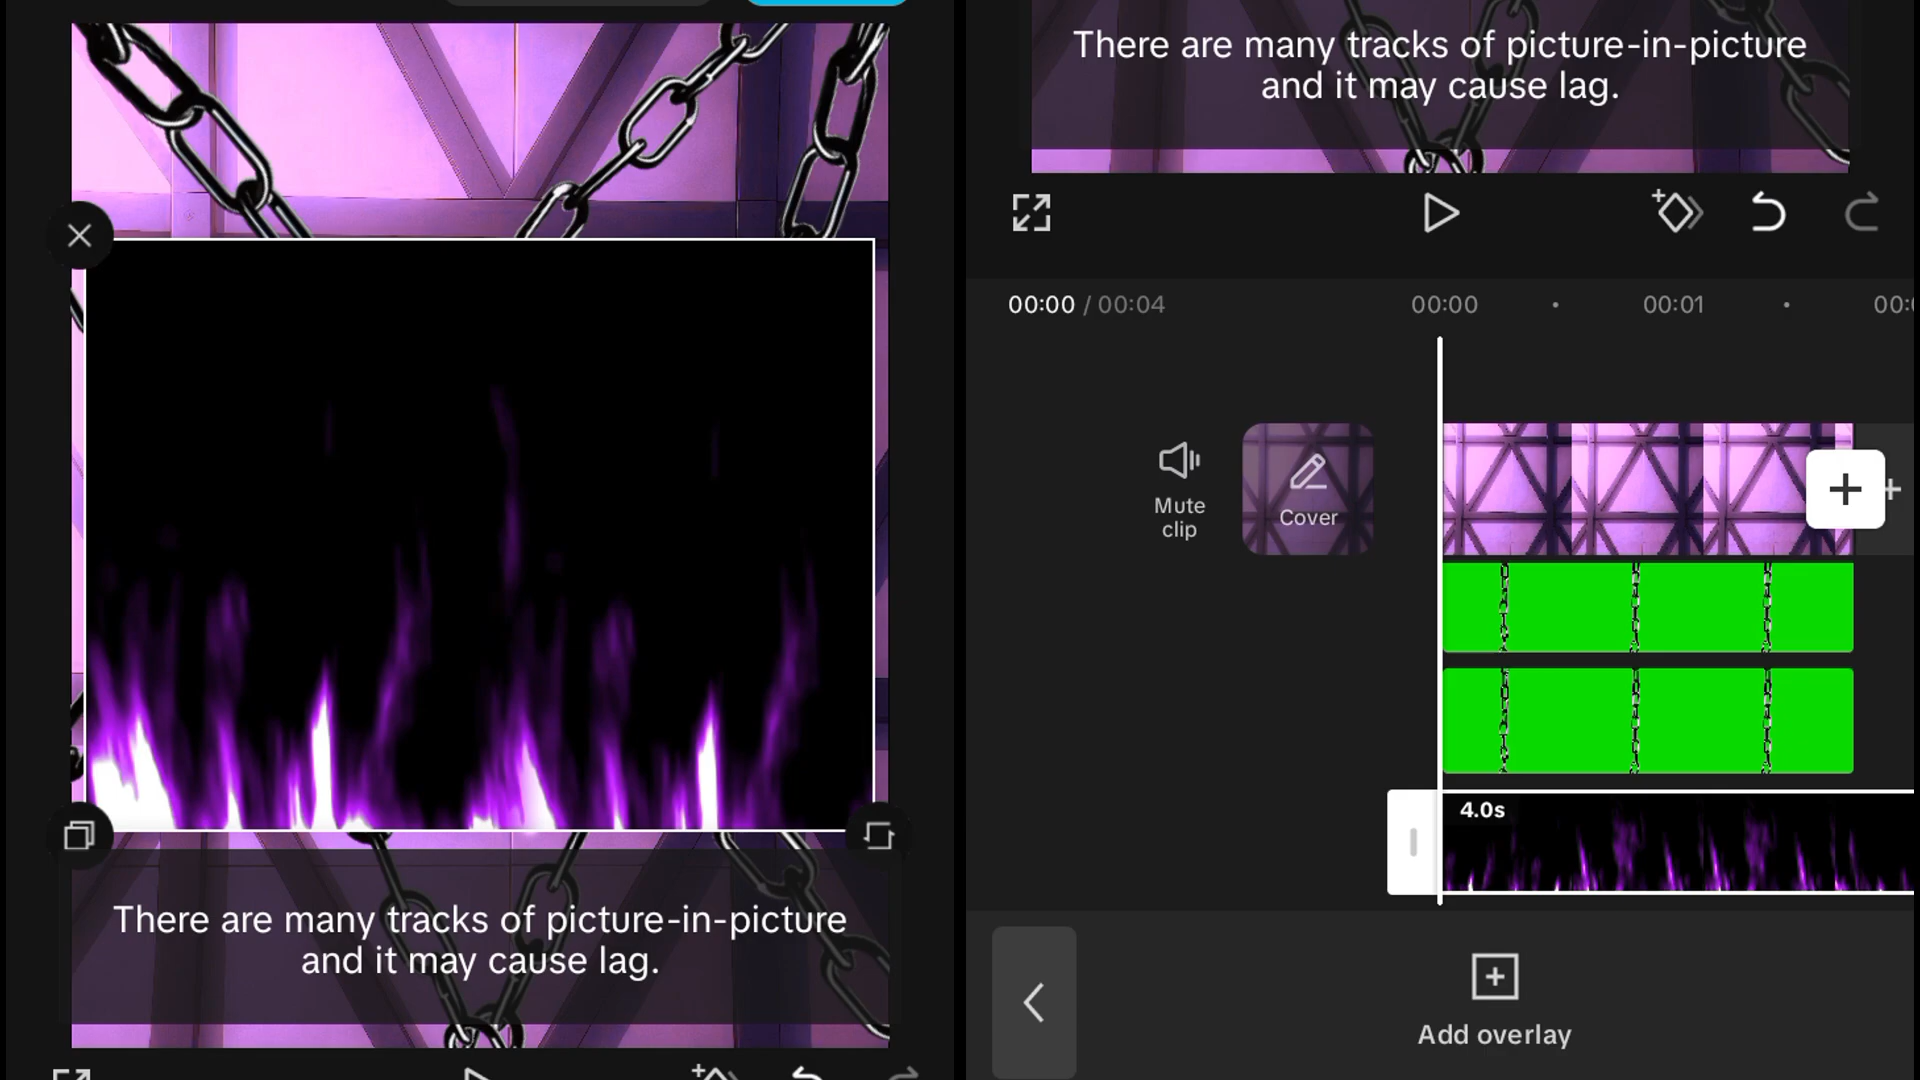 There are many tracks of picture-in-picture
and it may cause lag.
There are many tracks of picture-in-picture
and it may cause lag.
00:00 / 00:04
00:00
00:01
00:
Mute
clip
Cover
4.0s
Add overlay